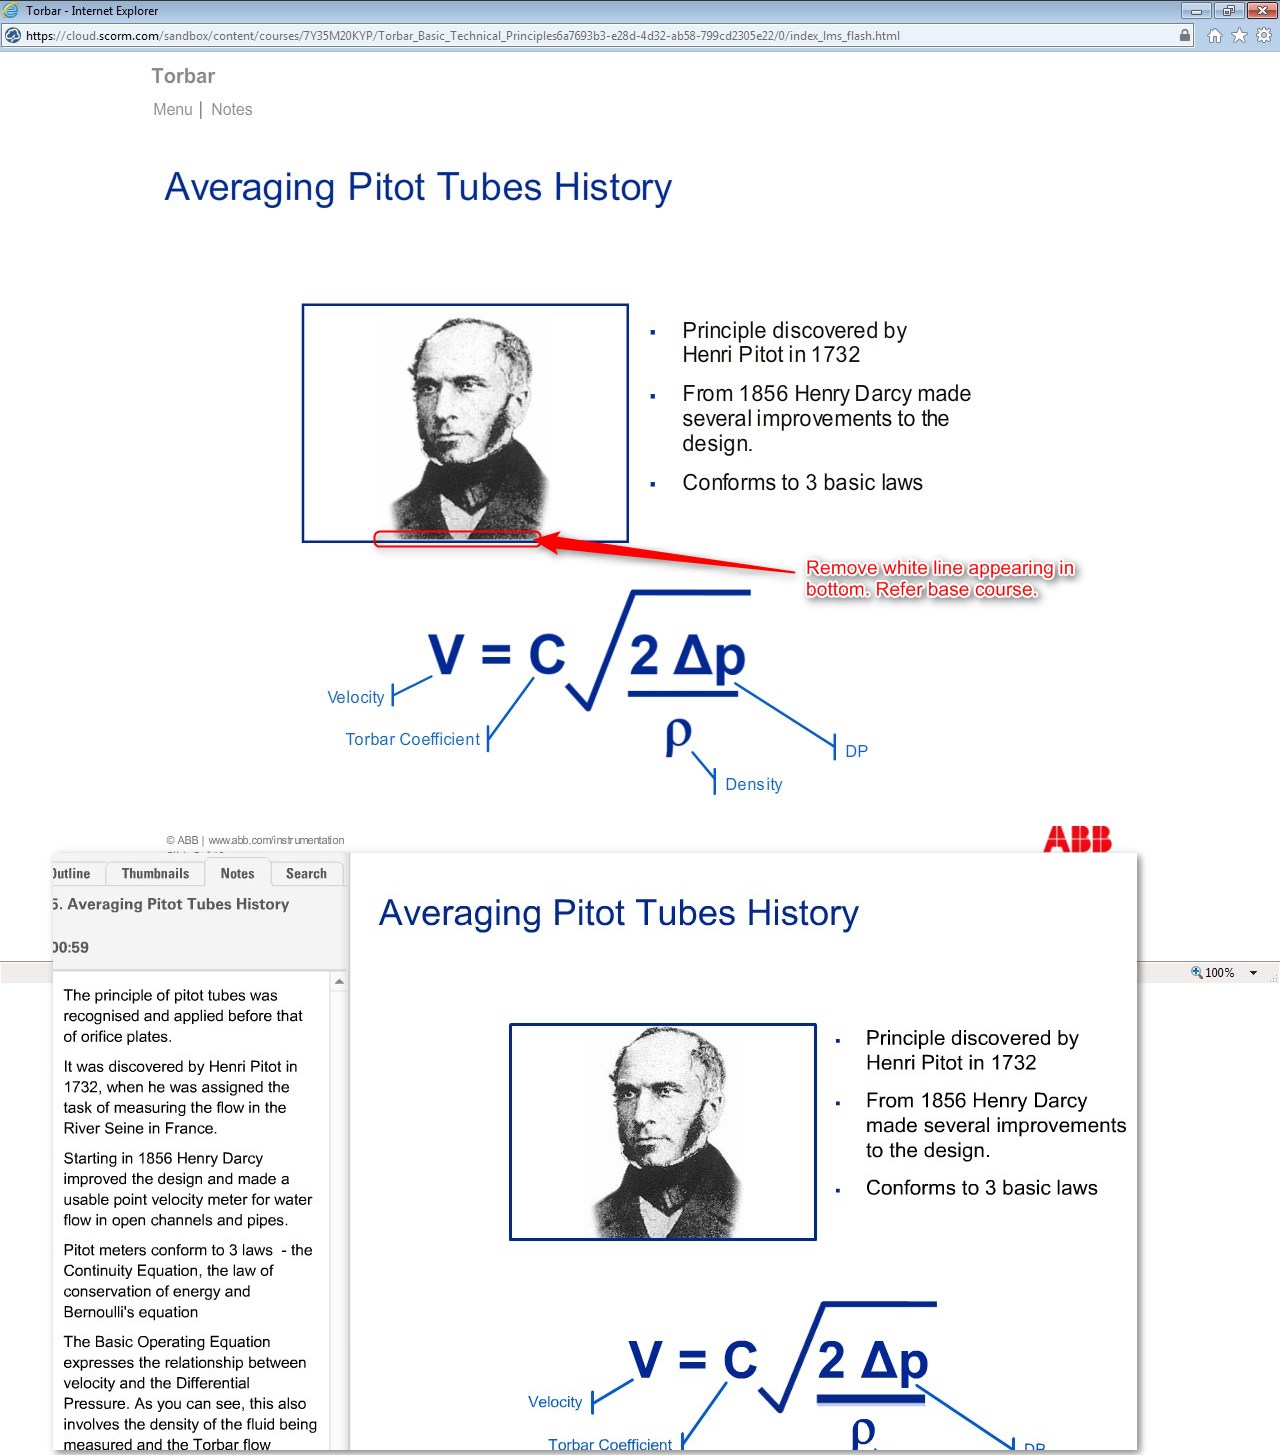 Torbar - Internet Explorer
https://cloud.scorm.com/sandbox/content/courses/7Y35M20KYP/Torbar_Basic_Technical_Principles6a7693b3-e28d-4d32-ab58-799cd2305e22/0/index_lms_flash.html
Torbar
Menu | Notes
Averaging Pitot Tubes History
▪ Principle discovered by
Henri Pitot in 1732
▪ From 1856 Henry Darcy made
several improvements to the
design.
▪ Conforms to 3 basic laws
Remove white line appearing in
bottom. Refer base course.
V = C √ 2 Δp
ρ
Velocity
Torbar Coefficient
DP
Density
© ABB | www.abb.com/instrumentation
ABB
Outline Thumbnails Notes Search
5. Averaging Pitot Tubes History
00:59
The principle of pitot tubes was
recognised and applied before that
of orifice plates.
It was discovered by Henri Pitot in
1732, when he was assigned the
task of measuring the flow in the
River Seine in France.
Starting in 1856 Henry Darcy
improved the design and made a
usable point velocity meter for water
flow in open channels and pipes.
Pitot meters conform to 3 laws - the
Continuity Equation, the law of
conservation of energy and
Bernoulli's equation
The Basic Operating Equation
expresses the relationship between
velocity and the Differential
Pressure. As you can see, this also
involves the density of the fluid being
measured and the Torbar flow
Averaging Pitot Tubes History
▪ Principle discovered by
Henri Pitot in 1732
▪ From 1856 Henry Darcy
made several improvements
to the design.
▪ Conforms to 3 basic laws
V = C √ 2 Δp
ρ
Velocity
Torbar Coefficient
DP
100%